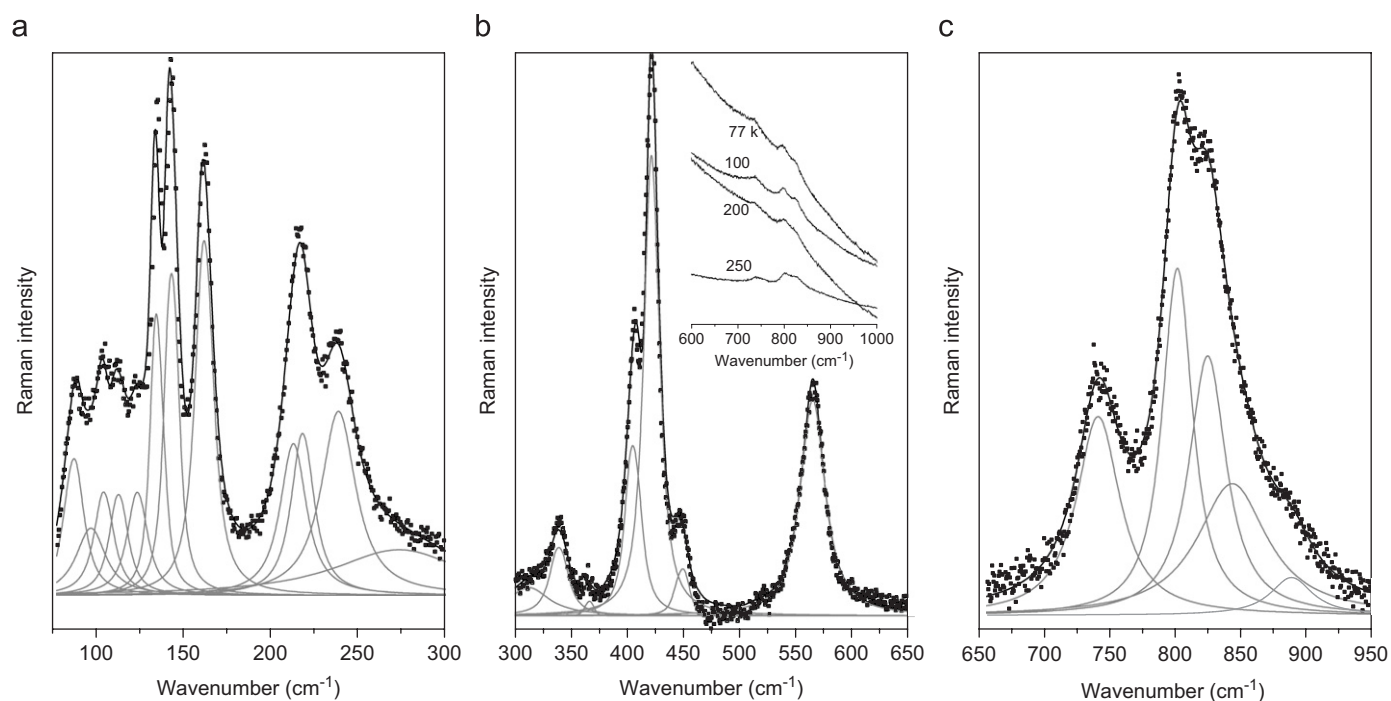 a
b
c
Raman intensity
100 150 200 250 300
Wavenumber (cm⁻¹)
Raman intensity
77 k
100
200
250
600 700 800 900 1000
Wavenumber (cm⁻¹)
300 350 400 450 500 550 600 650
Wavenumber (cm⁻¹)
Raman intensity
650 700 750 800 850 900 950
Wavenumber (cm⁻¹)